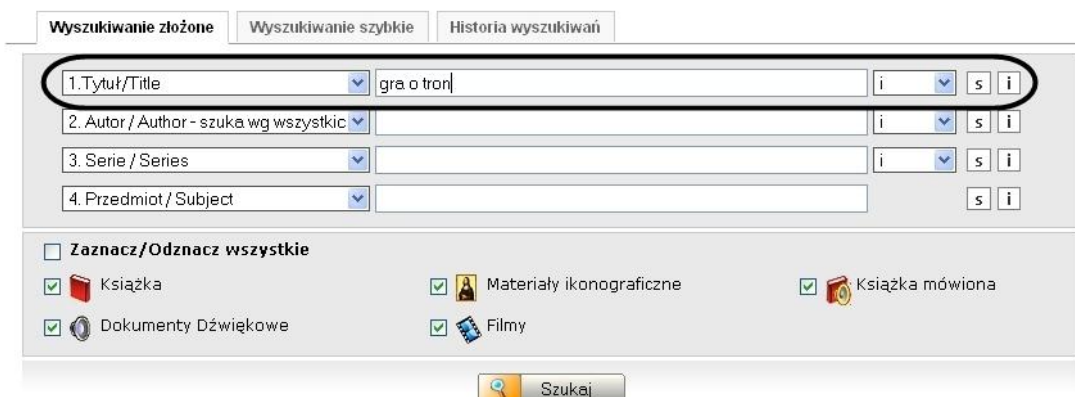 Wyszukiwanie złożone Wyszukiwanie szybkie Historia wyszukiwań
1.Tytuł/Title gra o tron i s i
2. Autor / Author - szuka wg wszystkic i s i
3. Serie / Series i s i
4. Przedmiot / Subject s i
Zaznacz/Odznacz wszystkie
Książka Materiały ikonograficzne Książka mówiona
Dokumenty Dźwiękowe Filmy
Szukaj